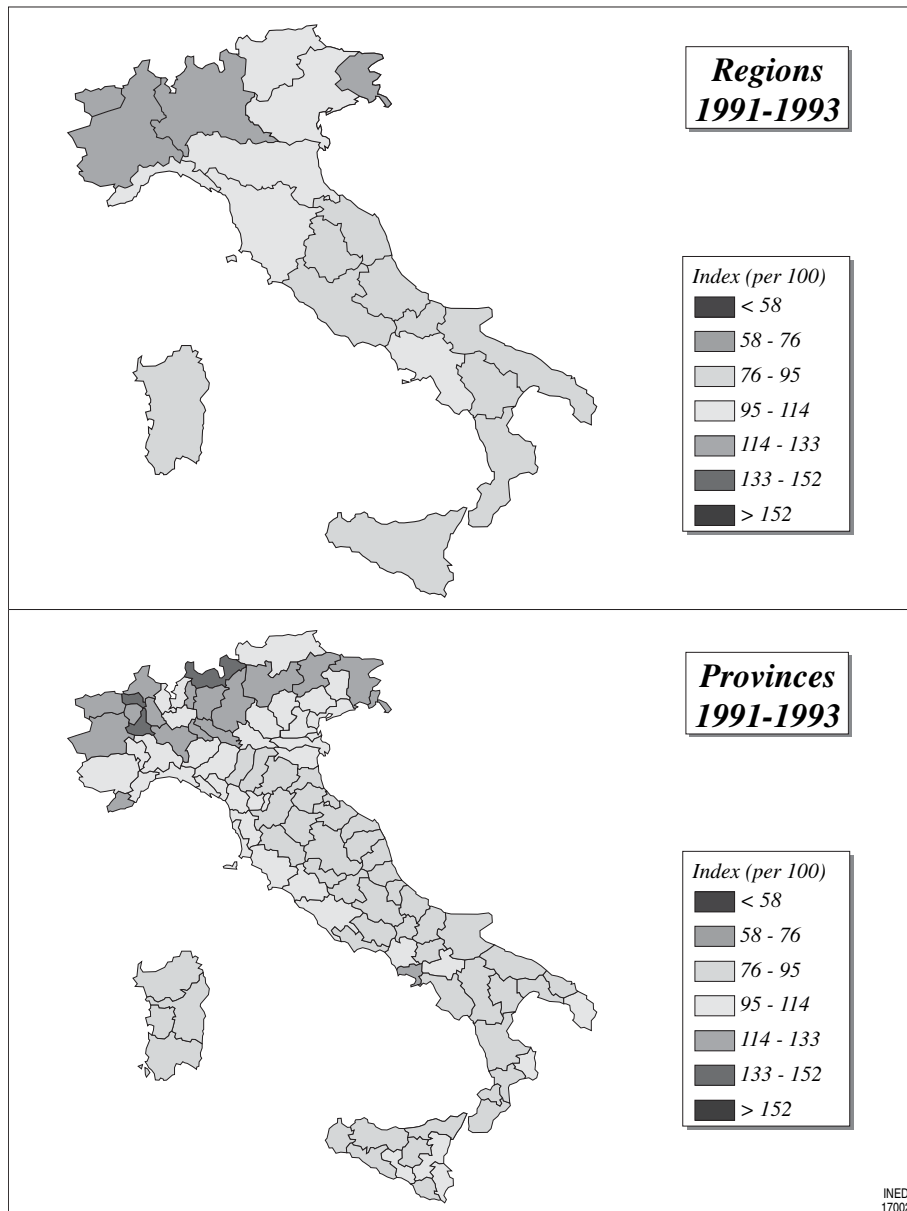 Regions
1991-1993
Index (per 100)
< 58
58 - 76
76 - 95
95 - 114
114 - 133
133 - 152
> 152
Provinces
1991-1993
Index (per 100)
< 58
58 - 76
76 - 95
95 - 114
114 - 133
133 - 152
> 152
INED
17002